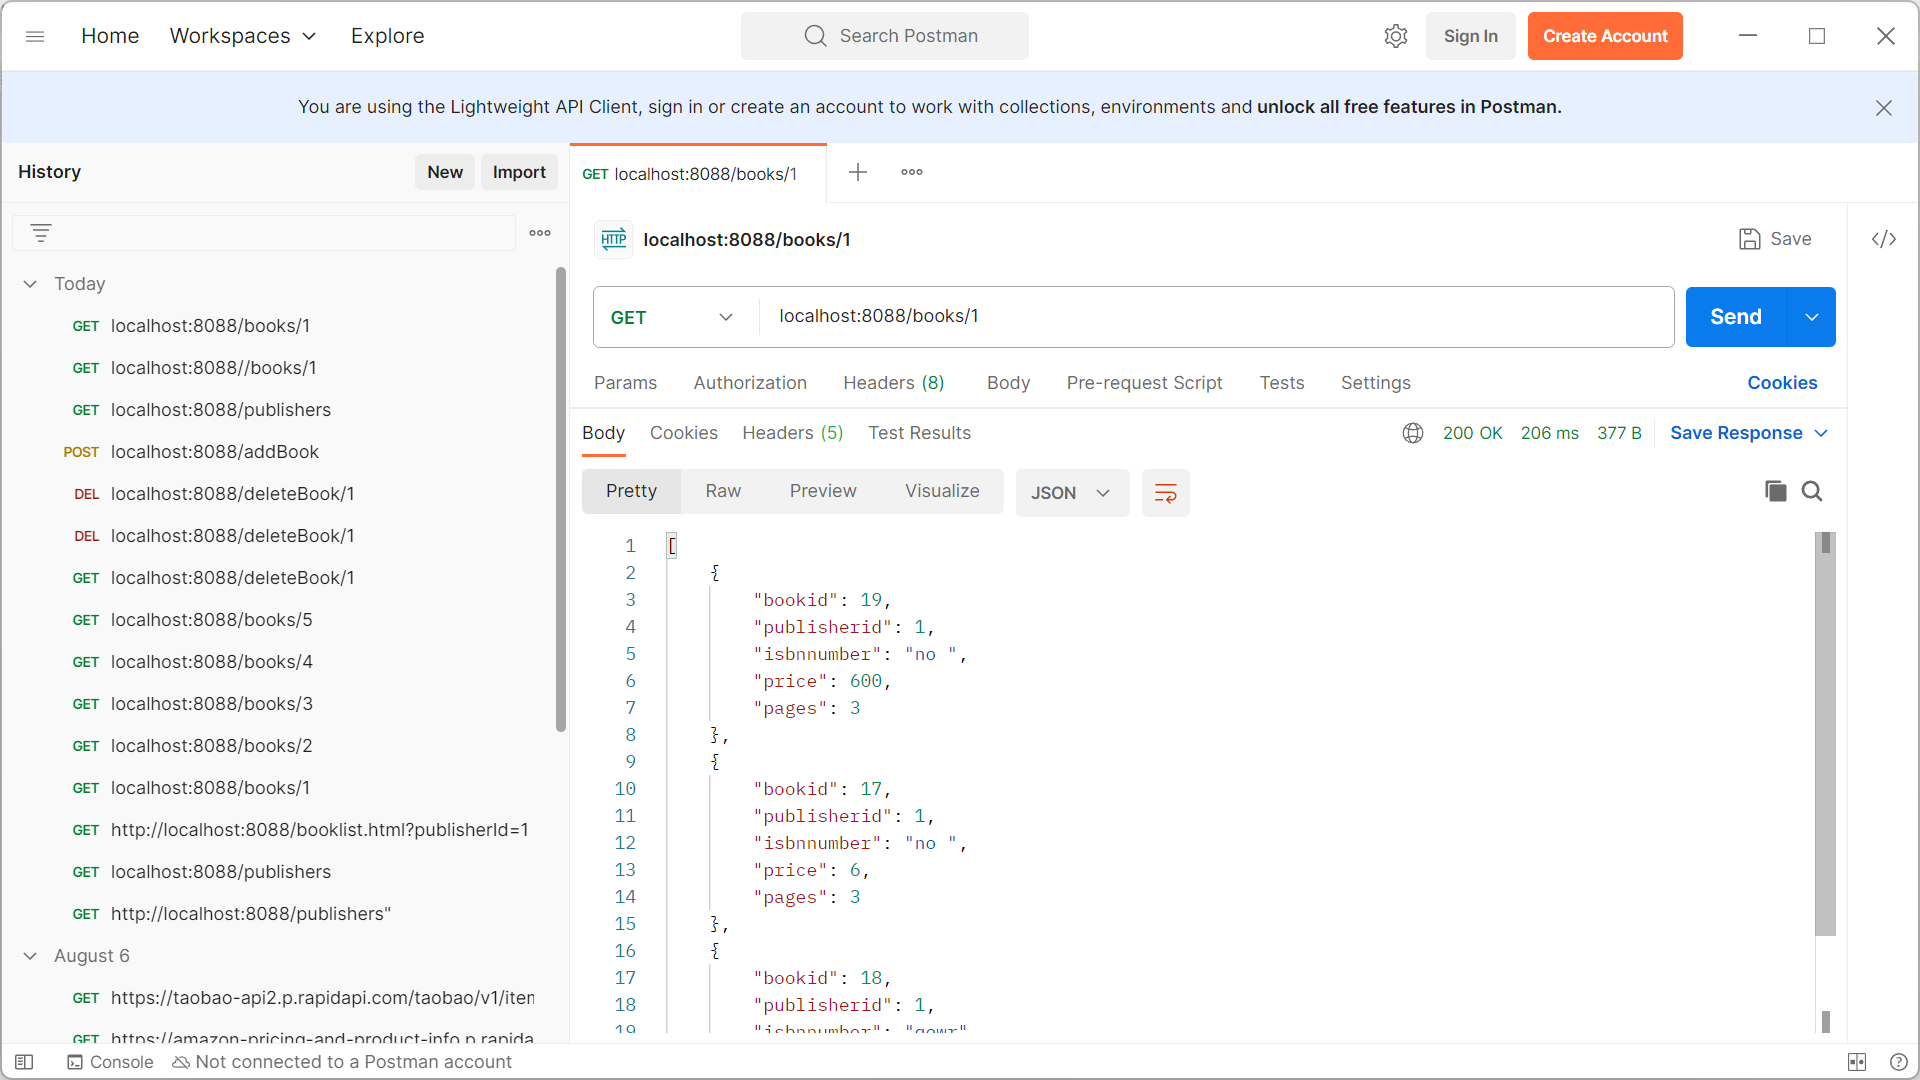 Home Workspaces Explore Search Postman Sign In Create Account
You are using the Lightweight API Client, sign in or create an account to work with collections, environments and unlock all free features in Postman.
History New Import
Today
GET localhost:8088/books/1
GET localhost:8088//books/1
GET localhost:8088/publishers
POST localhost:8088/addBook
DEL localhost:8088/deleteBook/1
DEL localhost:8088/deleteBook/1
GET localhost:8088/deleteBook/1
GET localhost:8088/books/5
GET localhost:8088/books/4
GET localhost:8088/books/3
GET localhost:8088/books/2
GET localhost:8088/books/1
GET http://localhost:8088/booklist.html?publisherId=1
GET localhost:8088/publishers
GET http://localhost:8088/publishers"
August 6
GET https://taobao-api2.p.rapidapi.com/taobao/v1/iten
GET https://amazon-pricing-and-product-info.p.rapida
GET localhost:8088/books/1
HTTP localhost:8088/books/1 Save </>
GET localhost:8088/books/1 Send
Params Authorization Headers (8) Body Pre-request Script Tests Settings Cookies
Body Cookies Headers (5) Test Results 200 OK 206 ms 377 B Save Response
Pretty Raw Preview Visualize JSON
1 [
2 {
3 "bookid": 19,
4 "publisherid": 1,
5 "isbnnumber": "no ",
6 "price": 600,
7 "pages": 3
8 },
9 {
10 "bookid": 17,
11 "publisherid": 1,
12 "isbnnumber": "no ",
13 "price": 6,
14 "pages": 3
15 },
16 {
17 "bookid": 18,
18 "publisherid": 1,
19 "isbnnumber": "qowr"
Console Not connected to a Postman account